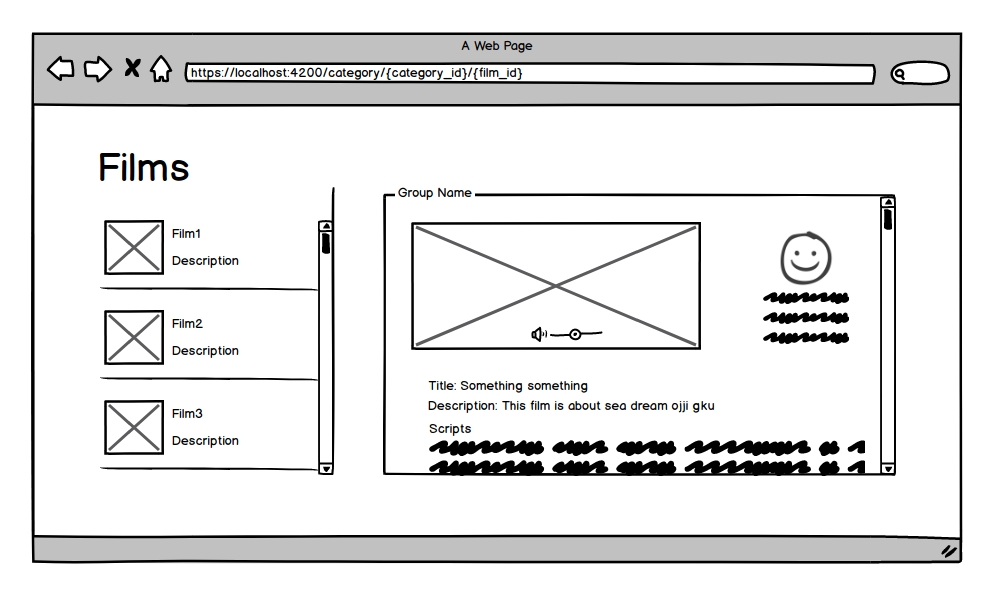 A Web Page
https://localhost:4200/category/{category_id}/{film_id}
Films
Film1
Description
Film2
Description
Film3
Description
Group Name
Title: Something something
Description: This film is about sea dream ojji gku
Scripts